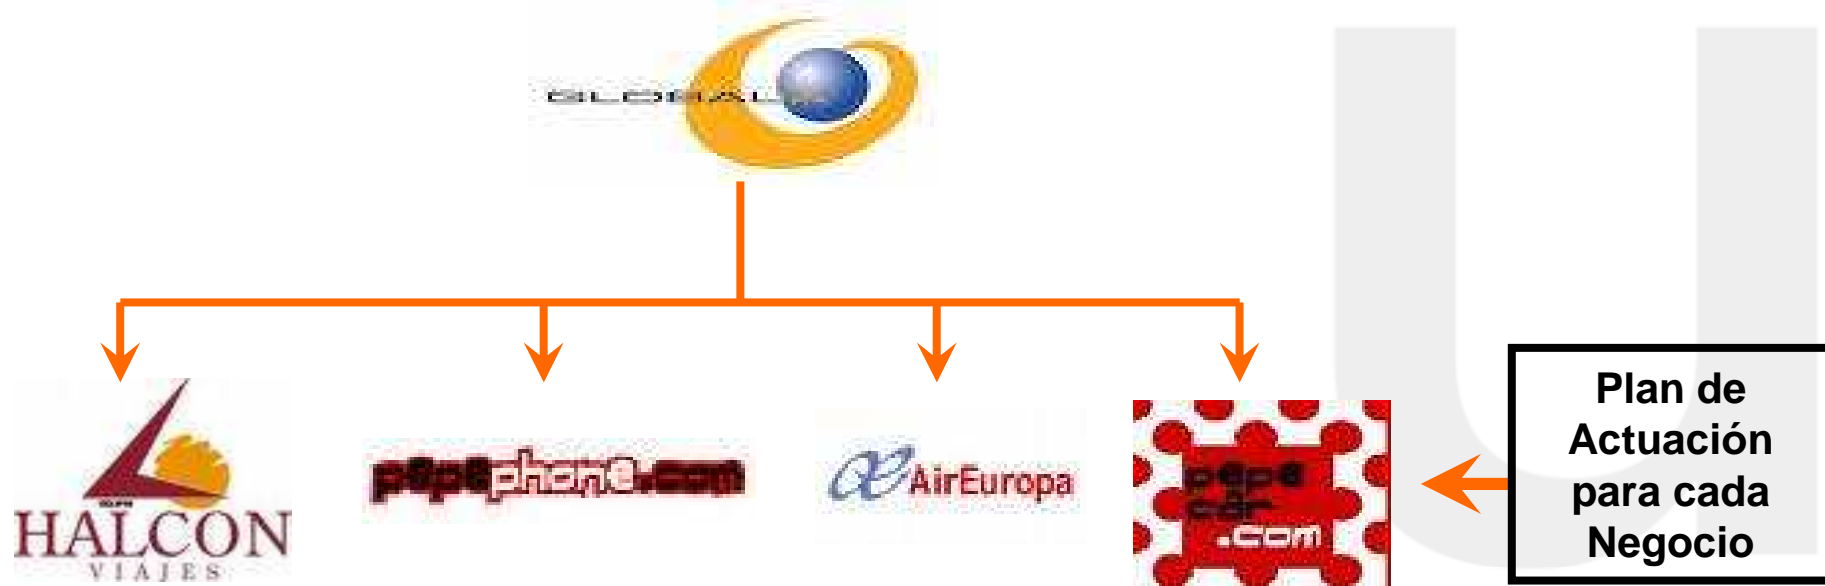 GLOBALIA
HALCON
VIAJES
pepephone.com
AirEuropa
pepe
car
.com
Plan de
Actuación
para cada
Negocio